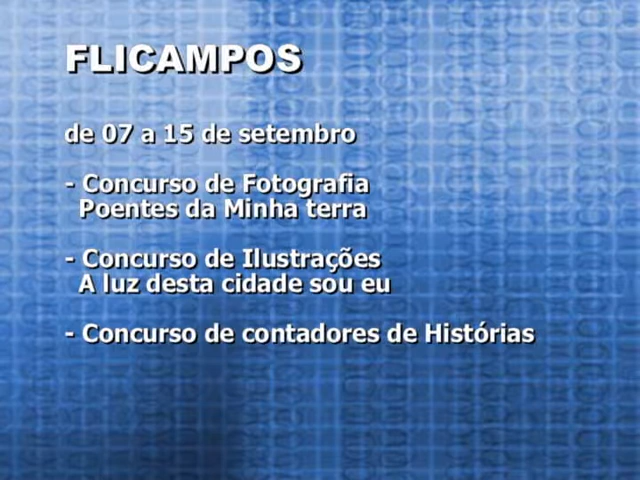 FLICAMPOS
de 07 a 15 de setembro
- Concurso de Fotografia
Poentes da Minha terra
- Concurso de Ilustrações
A luz desta cidade sou eu
- Concurso de contadores de Histórias